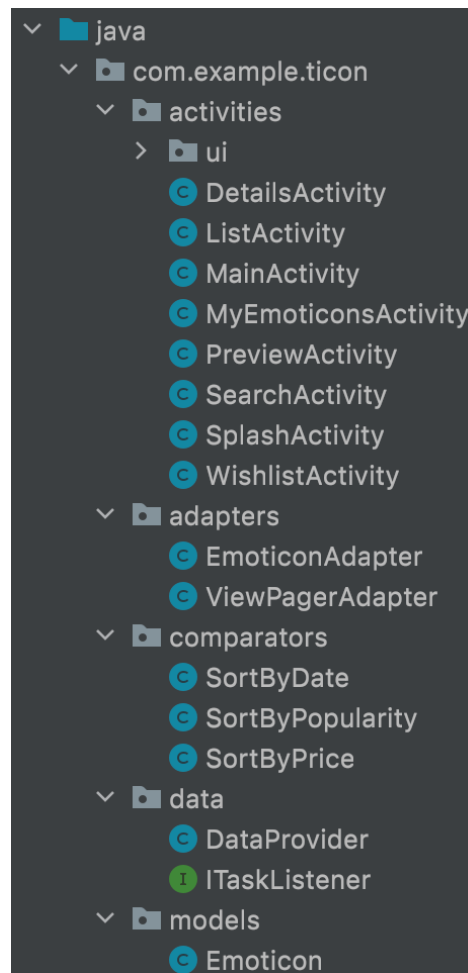 java
com.example.ticon
activities
ui
C DetailsActivity
C ListActivity
C MainActivity
C MyEmoticonsActivity
C PreviewActivity
C SearchActivity
C SplashActivity
C WishlistActivity
adapters
C EmoticonAdapter
C ViewPagerAdapter
comparators
C SortByDate
C SortByPopularity
C SortByPrice
data
C DataProvider
I ITaskListener
models
C Emoticon